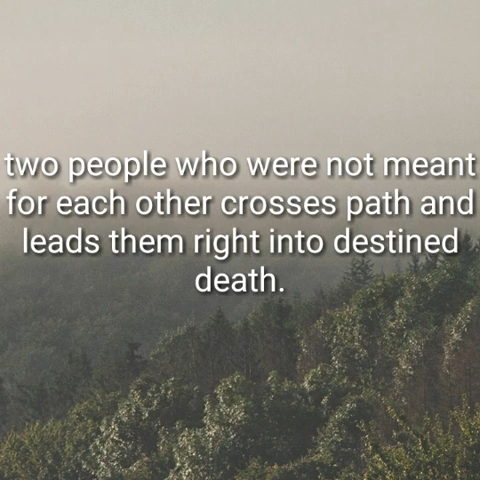 two people who were not meant
for each other crosses path and
leads them right into destined
death.